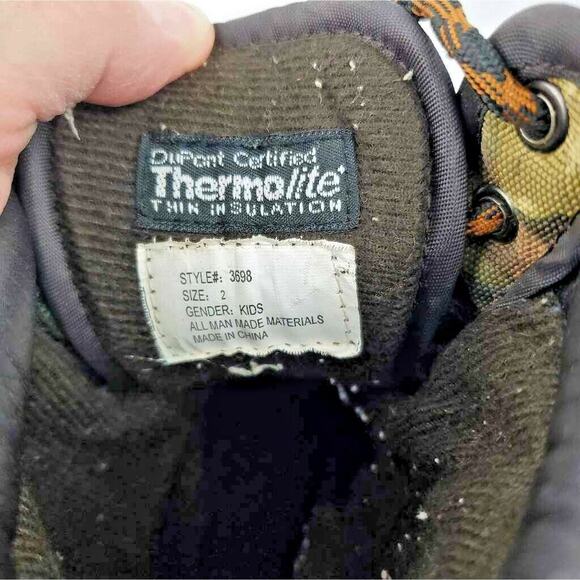 DuPont Certified
Thermolite
THIN INSULATION
STYLE#: 3698
SIZE: 2
GENDER: KIDS
ALL MAN MADE MATERIALS
MADE IN CHINA